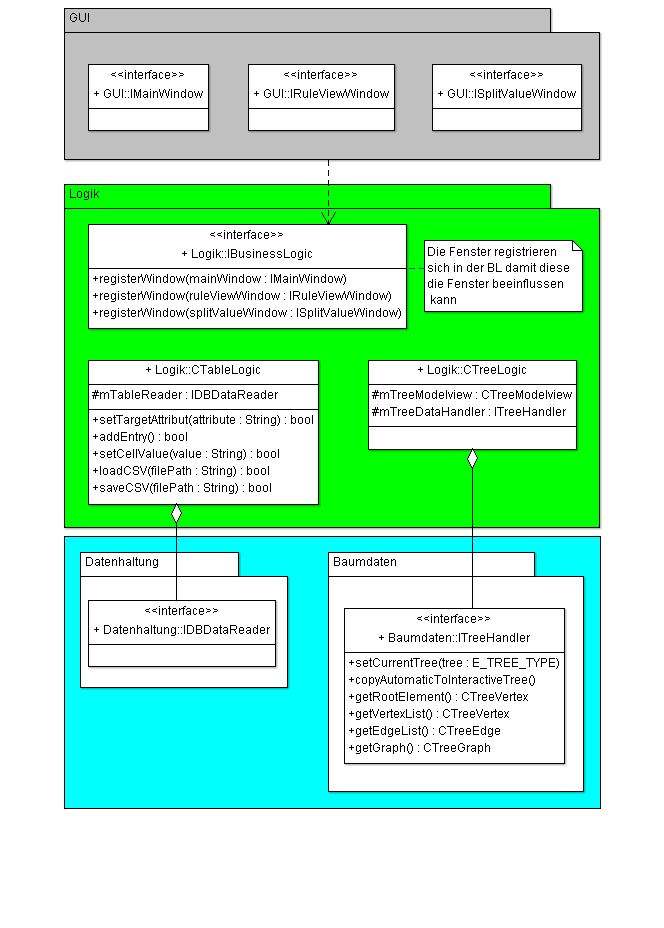 GUI
<<interface>>
+ GUI::IMainWindow
<<interface>>
+ GUI::IRuleViewWindow
<<interface>>
+ GUI::ISplitValueWindow
Logik
<<interface>>
+ Logik::IBusinessLogic
+registerWindow(mainWindow : IMainWindow)
+registerWindow(ruleViewWindow : IRuleViewWindow)
+registerWindow(splitValueWindow : ISplitValueWindow)
Die Fenster registrieren
sich in der BL damit diese
die Fenster beeinflussen
kann
+ Logik::CTableLogic
#mTableReader : IDBDataReader
+setTargetAttribut(attribute : String) : bool
+addEntry() : bool
+setCellValue(value : String) : bool
+loadCSV(filePath : String) : bool
+saveCSV(filePath : String) : bool
+ Logik::CTreeLogic
#mTreeModelview : CTreeModelview
#mTreeDataHandler : ITreeHandler
Datenhaltung
<<interface>>
+ Datenhaltung::IDBDataReader
Baumdaten
<<interface>>
+ Baumdaten::ITreeHandler
+setCurrentTree(tree : E_TREE_TYPE)
+copyAutomaticToInteractiveTree()
+getRootElement() : CTreeVertex
+getVertexList() : CTreeVertex
+getEdgeList() : CTreeEdge
+getGraph() : CTreeGraph